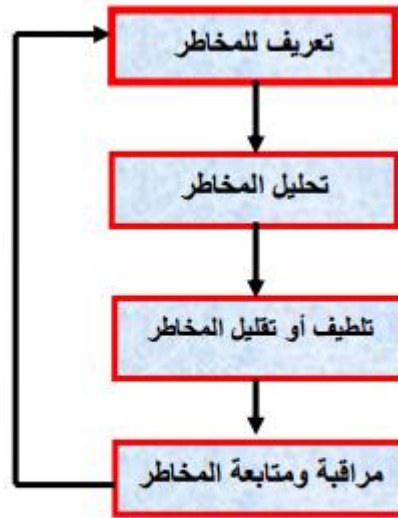 تعريف للمخاطر
تحليل المخاطر
تلطيف أو تقليل المخاطر
مراقبة ومتابعة المخاطر